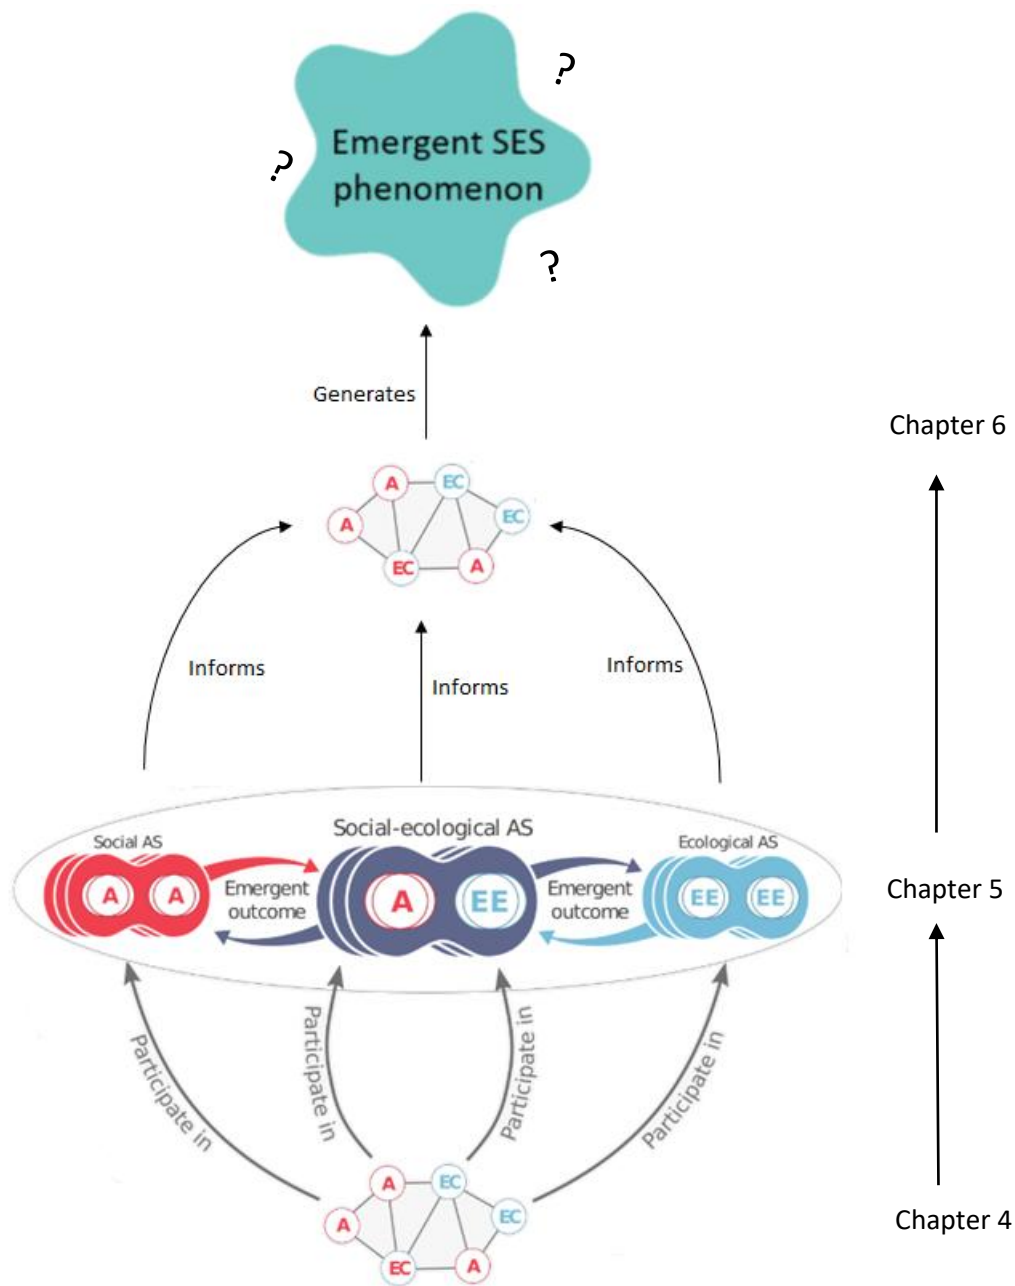 ?
Emergent SES
phenomenon
?
?
Generates
Chapter 6
A
EC
A
EC
EC
A
Informs
Informs
Informs
Social-ecological AS
Social AS
Ecological AS
A
A
Emergent
outcome
A
EE
Emergent
outcome
EE
EE
Chapter 5
Participate in
Participate in
Participate in
Participate in
A
EC
A
EC
EC
A
Chapter 4